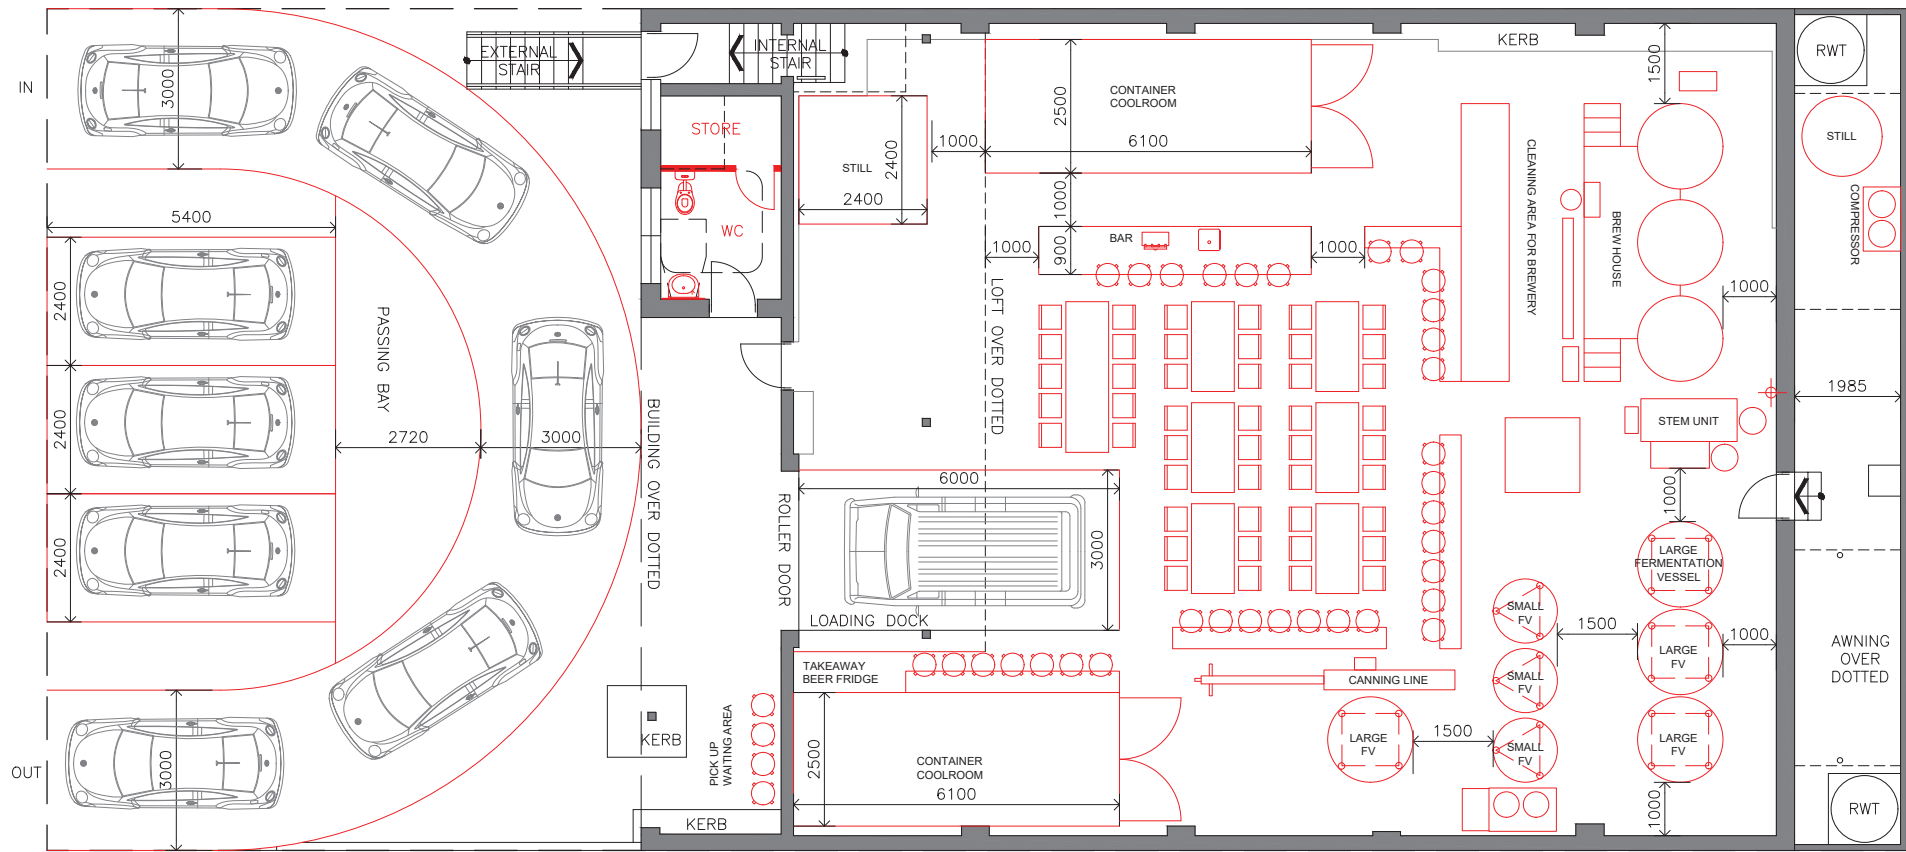 IN
3000
EXTERNAL
STAIR
INTERNAL
STAIR
KERB
1500
RWT
CONTAINER
COOLROOM
2500
6100
1000
STORE
STILL
2400
2400
WC
STILL
COMPRESSOR
CLEANING AREA FOR BREWERY
BREW HOUSE
1000
5400
1000
BAR
900
1000
1000
2400
PASSING BAY
LOFT OVER DOTTED
1985
2400
2720
3000
BUILDING OVER DOTTED
STEM UNIT
1000
6000
ROLLER DOOR
3000
2400
LARGE
FERMENTATION
VESSEL
LOADING DOCK
SMALL
FV
1500
LARGE
FV
1000
AWNING
OVER
DOTTED
TAKEAWAY
BEER FRIDGE
CANNING LINE
SMALL
FV
KERB
PICK UP
WAITING AREA
2500
CONTAINER
COOLROOM
6100
LARGE
FV
1500
SMALL
FV
LARGE
FV
OUT
3000
KERB
1000
RWT